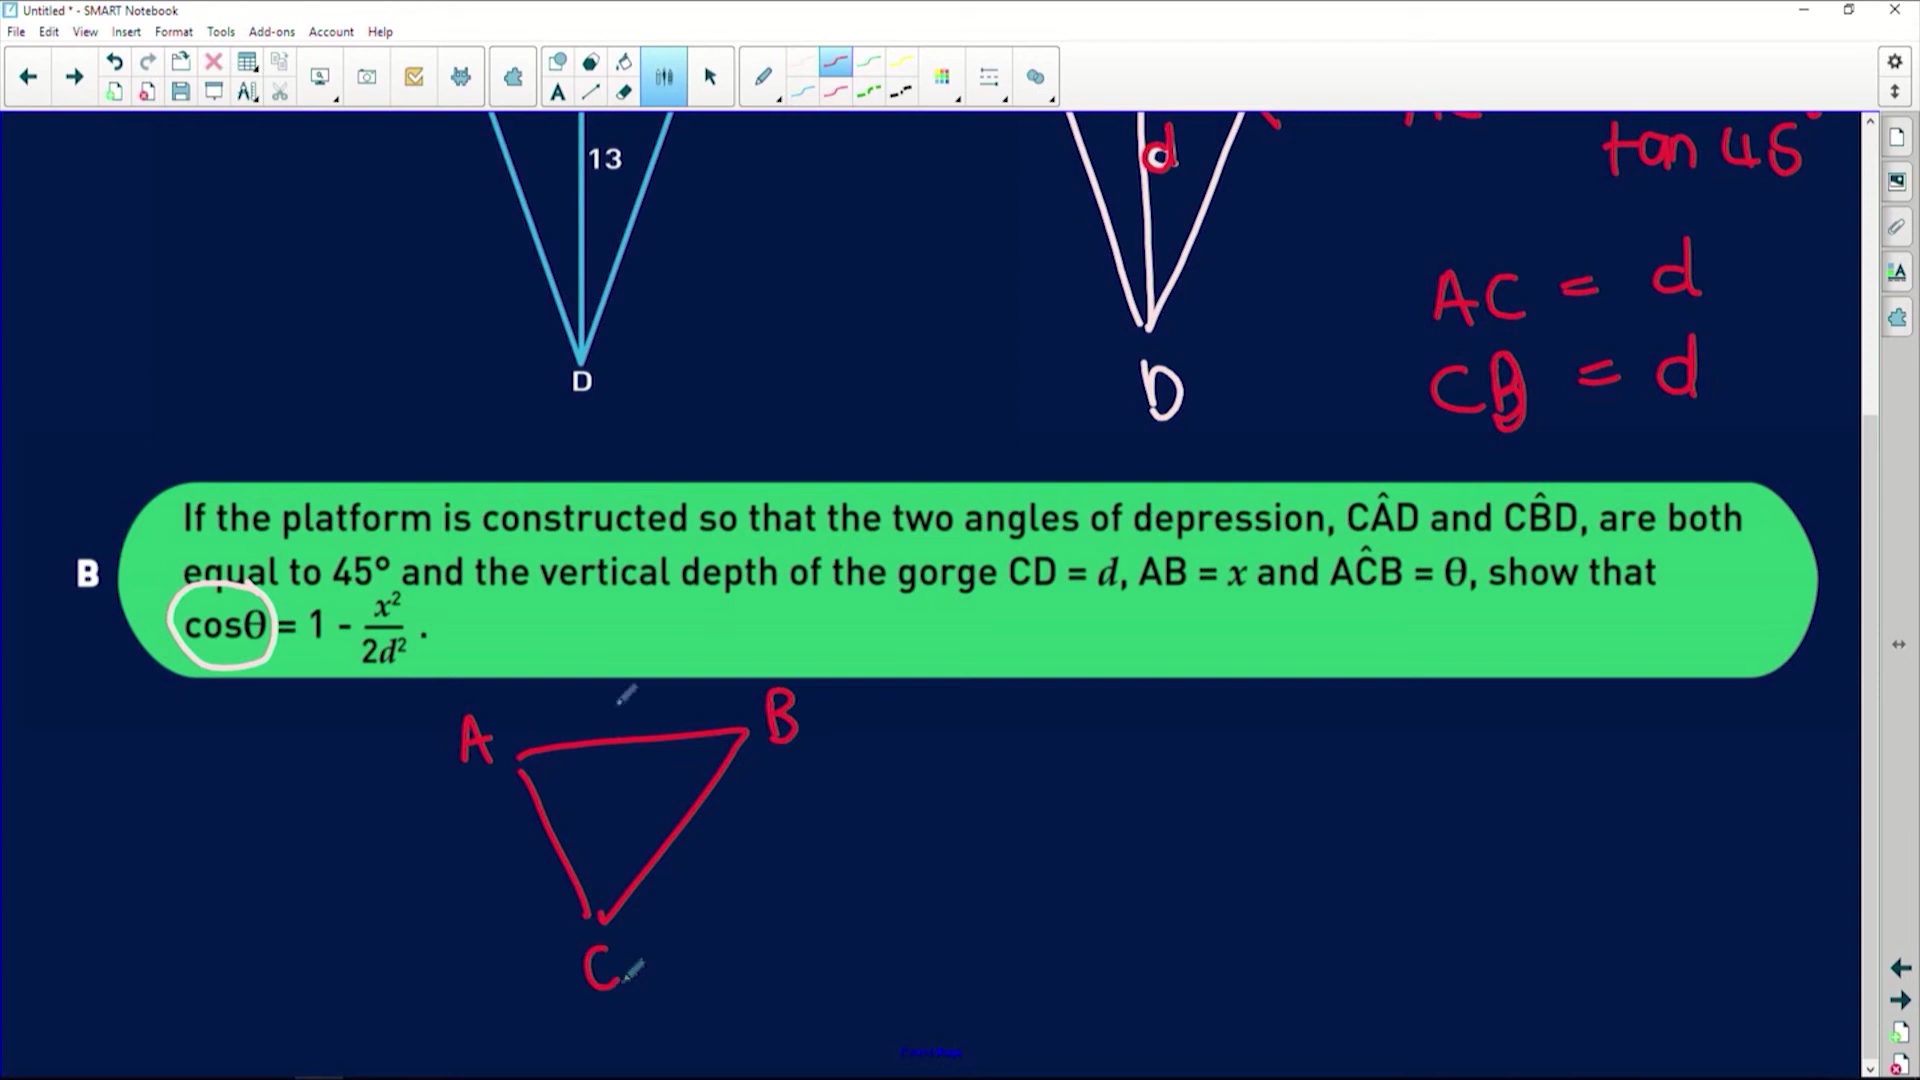 Untitled * - SMART Notebook
File Edit View Insert Format Tools Add-ons Account Help
13
D
d
D
tan 45°
AC = d
CB = d
B
If the platform is constructed so that the two angles of depression, CÂD and CB̂D, are both
equal to 45° and the vertical depth of the gorge CD = d, AB = x and AĈB = θ, show that
cosθ = 1 - x²/2d² .
A
B
C